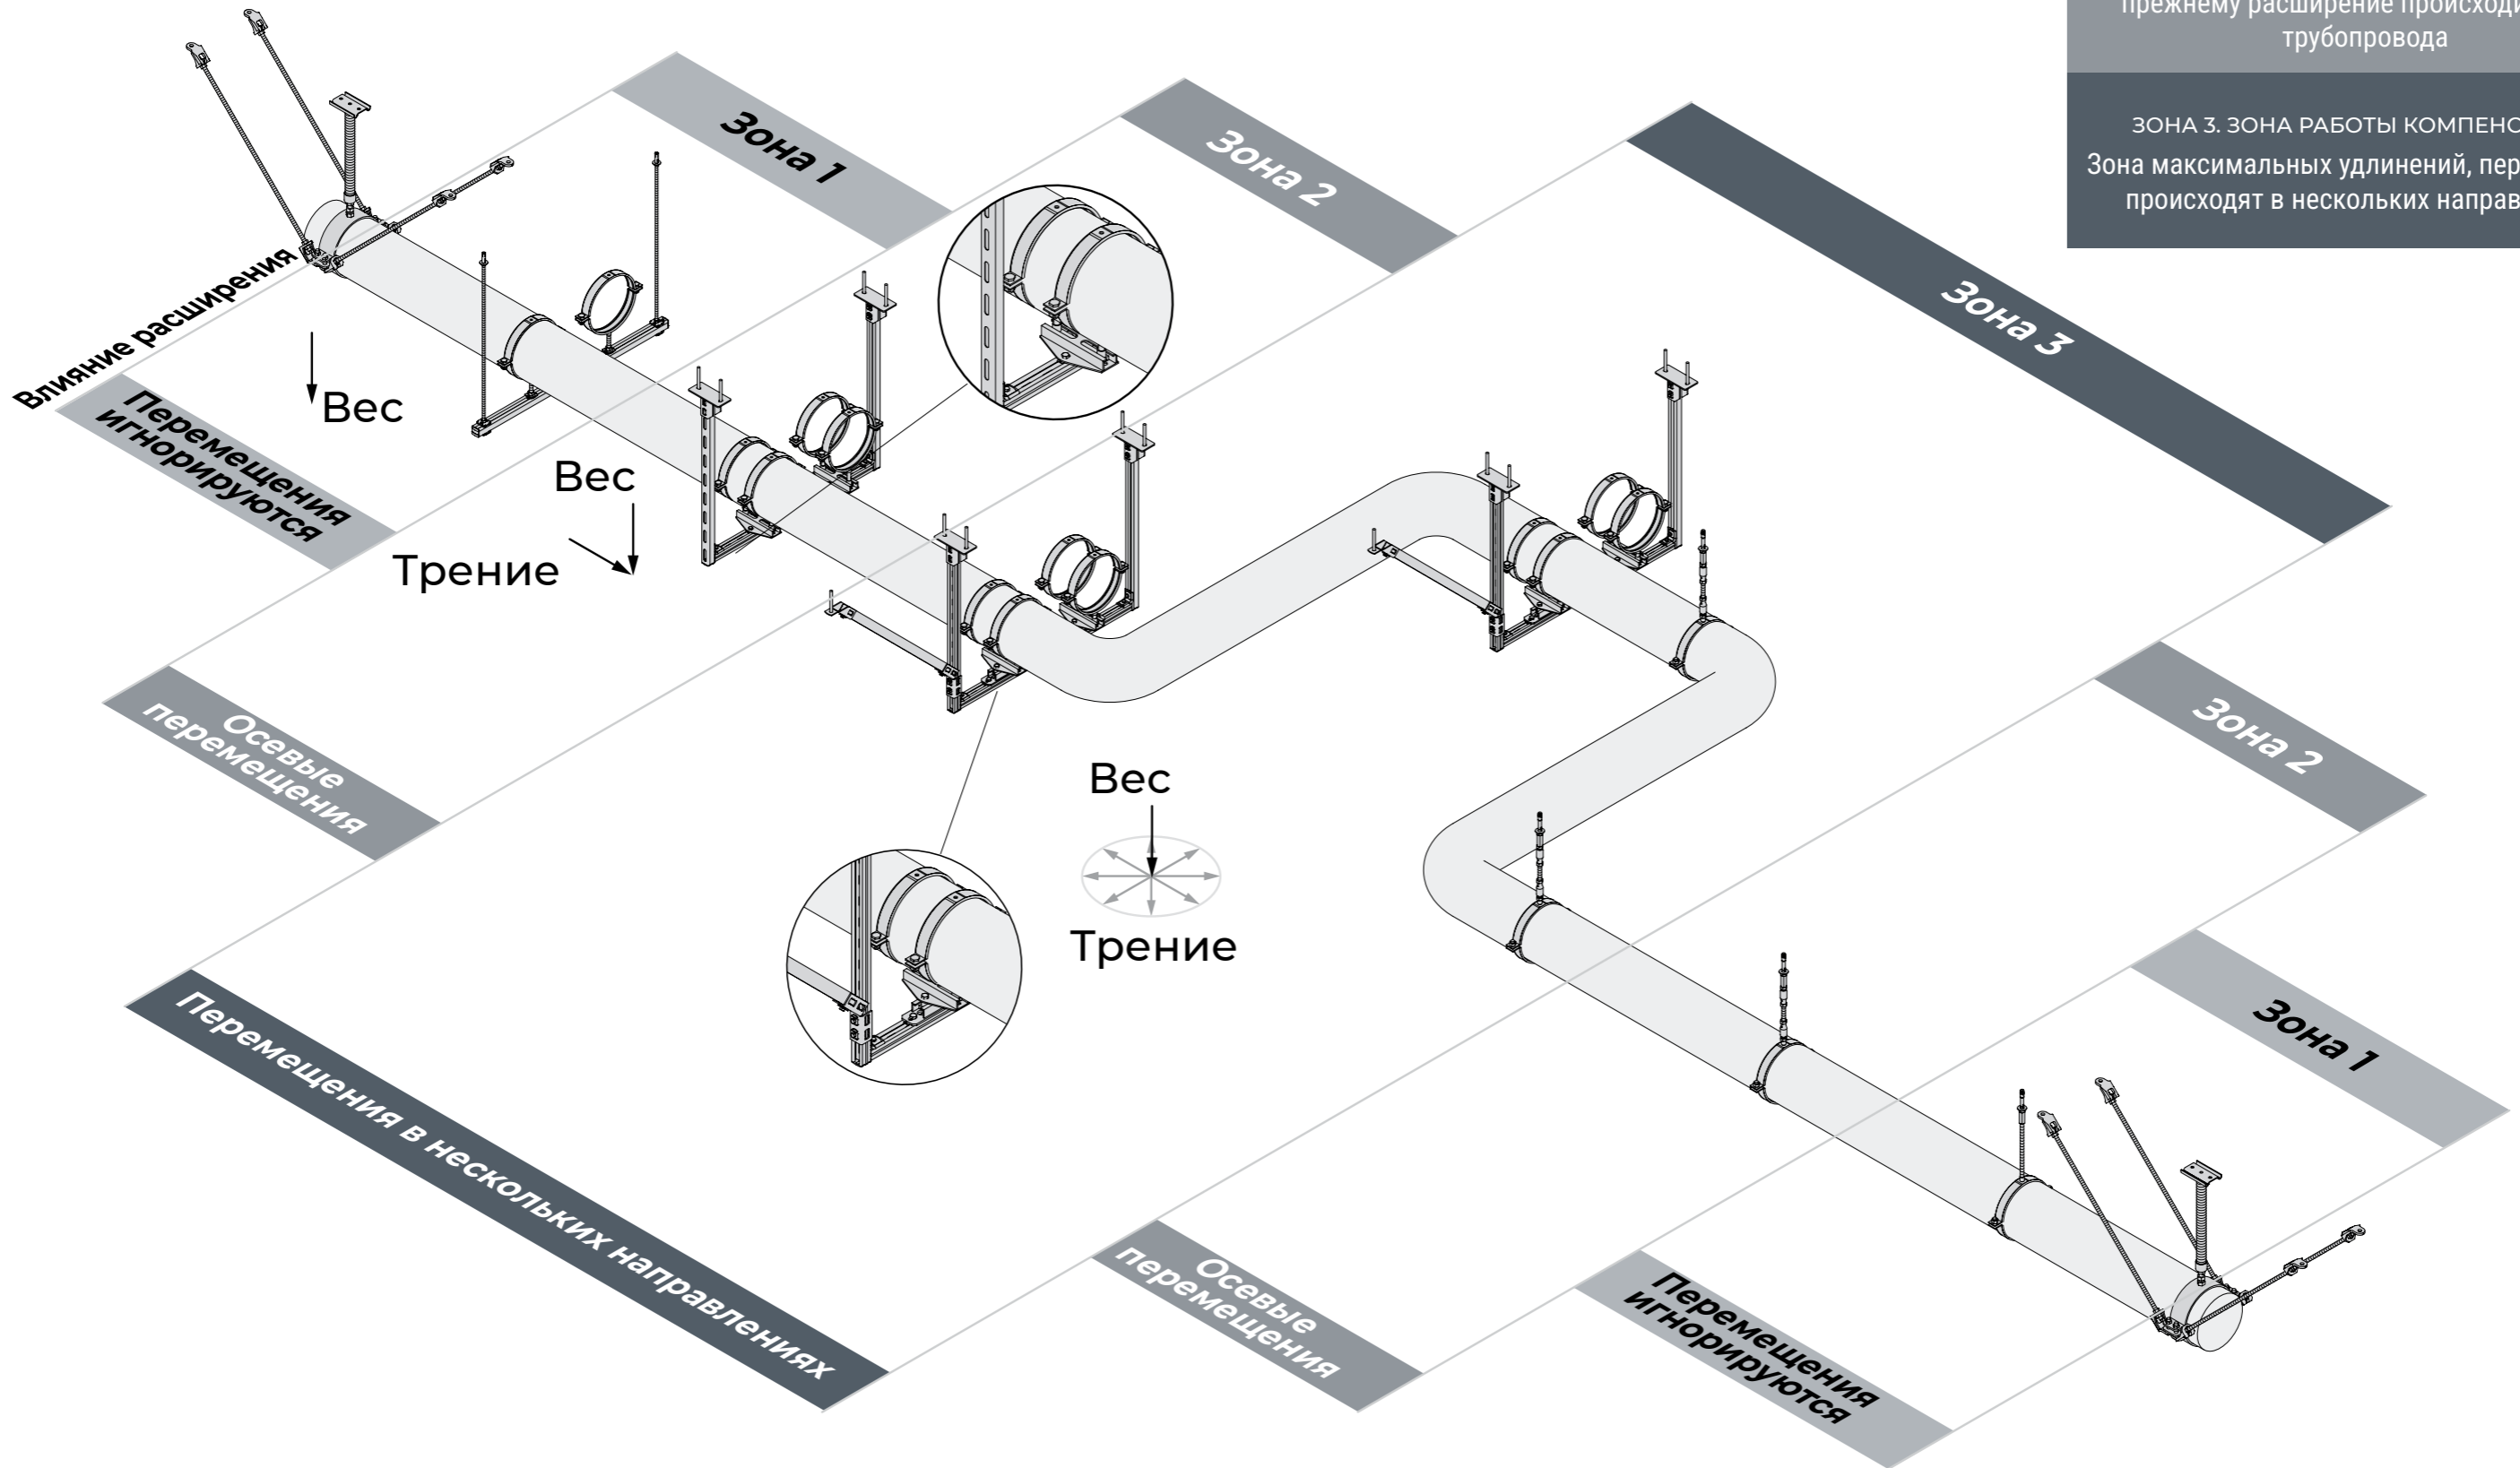 прежнему расширение происходи
трубопровода
ЗОНА 3. ЗОНА РАБОТЫ КОМПЕНСО
Зона максимальных удлинений, пер
происходят в нескольких направ
Зона 1
Зона 2
Зона 3
Влияние расширения
Вес
Перемещения
игнорируются
Вес
Трение
Осевые
перемещения
Зона 2
Вес
Трение
Перемещения в нескольких направлениях
Зона 1
Осевые
перемещения
Перемещения
игнорируются